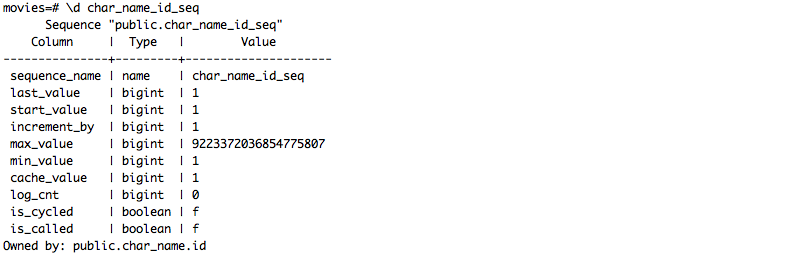 movies=# \d char_name_id_seq
      Sequence "public.char_name_id_seq"
    Column     |  Type   |        Value
---------------+---------+---------------------
 sequence_name | name    | char_name_id_seq
 last_value    | bigint  | 1
 start_value   | bigint  | 1
 increment_by  | bigint  | 1
 max_value     | bigint  | 9223372036854775807
 min_value     | bigint  | 1
 cache_value   | bigint  | 1
 log_cnt       | bigint  | 0
 is_cycled     | boolean | f
 is_called     | boolean | f
Owned by: public.char_name.id